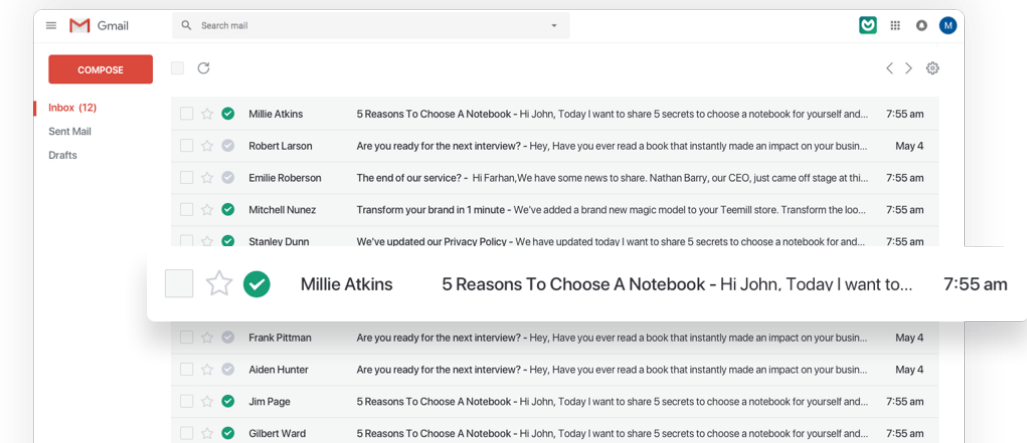 Gmail
Search mail
M
COMPOSE
Inbox (12)
Sent Mail
Drafts
Millie Atkins 5 Reasons To Choose A Notebook - Hi John, Today I want to share 5 secrets to choose a notebook for yourself and... 7:55 am
Robert Larson Are you ready for the next interview? - Hey, Have you ever read a book that instantly made an impact on your busin... May 4
Emilie Roberson The end of our service? - Hi Farhan,We have some news to share. Nathan Barry, our CEO, just came off stage at thi... 7:55 am
Mitchell Nunez Transform your brand in 1 minute - We've added a brand new magic model to your Teemill store. Transform the loo... 7:55 am
Stanley Dunn We've updated our Privacy Policy - We have updated today I want to share 5 secrets to choose a notebook for and... 7:55 am
Millie Atkins 5 Reasons To Choose A Notebook - Hi John, Today I want to... 7:55 am
Frank Pittman Are you ready for the next interview? - Hey, Have you ever read a book that instantly made an impact on your busin... May 4
Aiden Hunter Are you ready for the next interview? - Hey, Have you ever read a book that instantly made an impact on your busin... May 4
Jim Page 5 Reasons To Choose A Notebook - Hi John, Today I want to share 5 secrets to choose a notebook for yourself and... 7:55 am
Gilbert Ward 5 Reasons To Choose A Notebook - Hi John, Today I want to share 5 secrets to choose a notebook for yourself and... 7:55 am